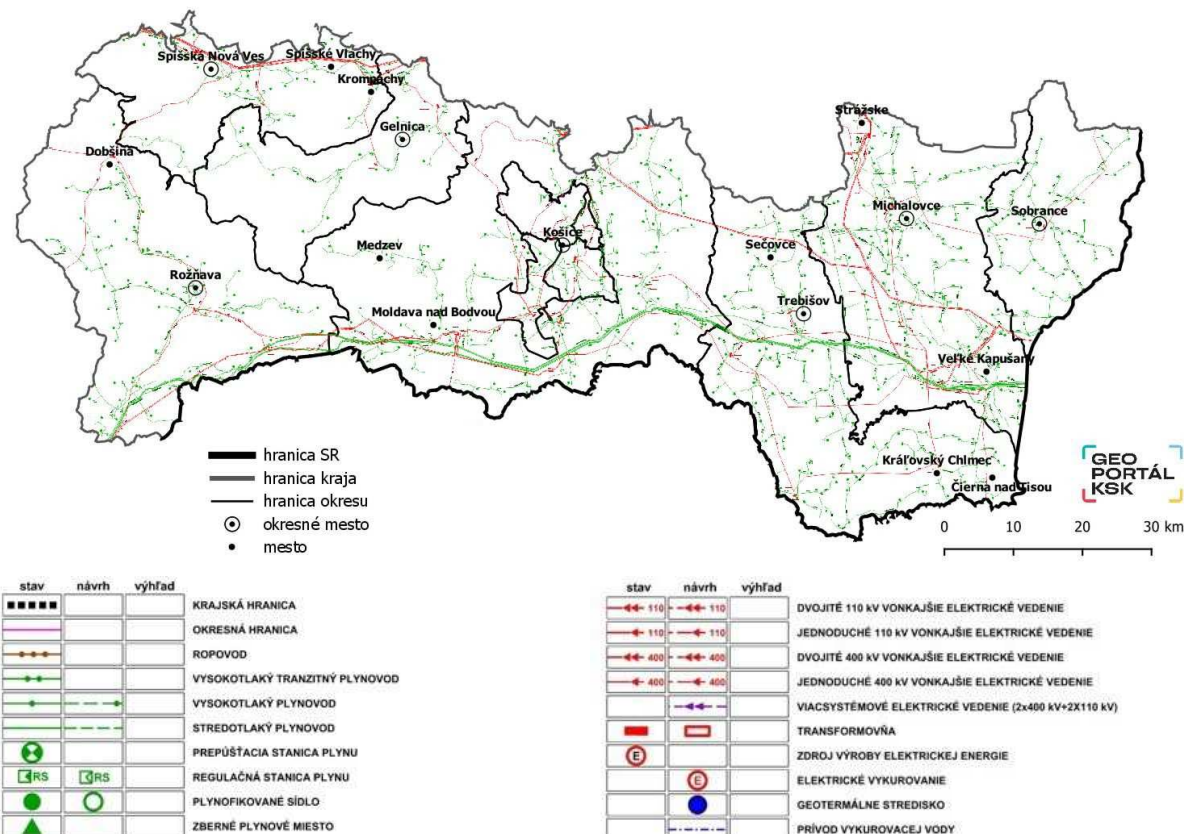 Spišská Nová Ves
Spišské Vlachy
Krompachy
Gelnica
Strážske
Dobšiná
Michalovce
Sobrance
Košice
Medzev
Sečovce
Rožňava
Trebišov
Moldava nad Bodvou
Veľké Kapušany
Kráľovský Chlmec
Čierna nad Tisou
hranica SR
hranica kraja
hranica okresu
okresné mesto
mesto
GEO
PORTÁL
KSK
0 10 20 30 km
stav návrh výhľad
KRAJSKÁ HRANICA
OKRESNÁ HRANICA
ROPOVOD
VYSOKOTLAKÝ TRANZITNÝ PLYNOVOD
VYSOKOTLAKÝ PLYNOVOD
STREDOTLAKÝ PLYNOVOD
PREPÚŠŤACIA STANICA PLYNU
RS RS REGULAČNÁ STANICA PLYNU
PLYNOFIKOVANÉ SÍDLO
ZBERNÉ PLYNOVÉ MIESTO
stav návrh výhľad
110 110 DVOJITÉ 110 kV VONKAJŠIE ELEKTRICKÉ VEDENIE
110 110 JEDNODUCHÉ 110 kV VONKAJŠIE ELEKTRICKÉ VEDENIE
400 400 DVOJITÉ 400 kV VONKAJŠIE ELEKTRICKÉ VEDENIE
400 400 JEDNODUCHÉ 400 kV VONKAJŠIE ELEKTRICKÉ VEDENIE
VIACSYSTÉMOVÉ ELEKTRICKÉ VEDENIE (2x400 kV+2X110 kV)
TRANSFORMOVŇA
E ZDROJ VÝROBY ELEKTRICKEJ ENERGIE
E ELEKTRICKÉ VYKUROVANIE
GEOTERMÁLNE STREDISKO
PRÍVOD VYKUROVACEJ VODY